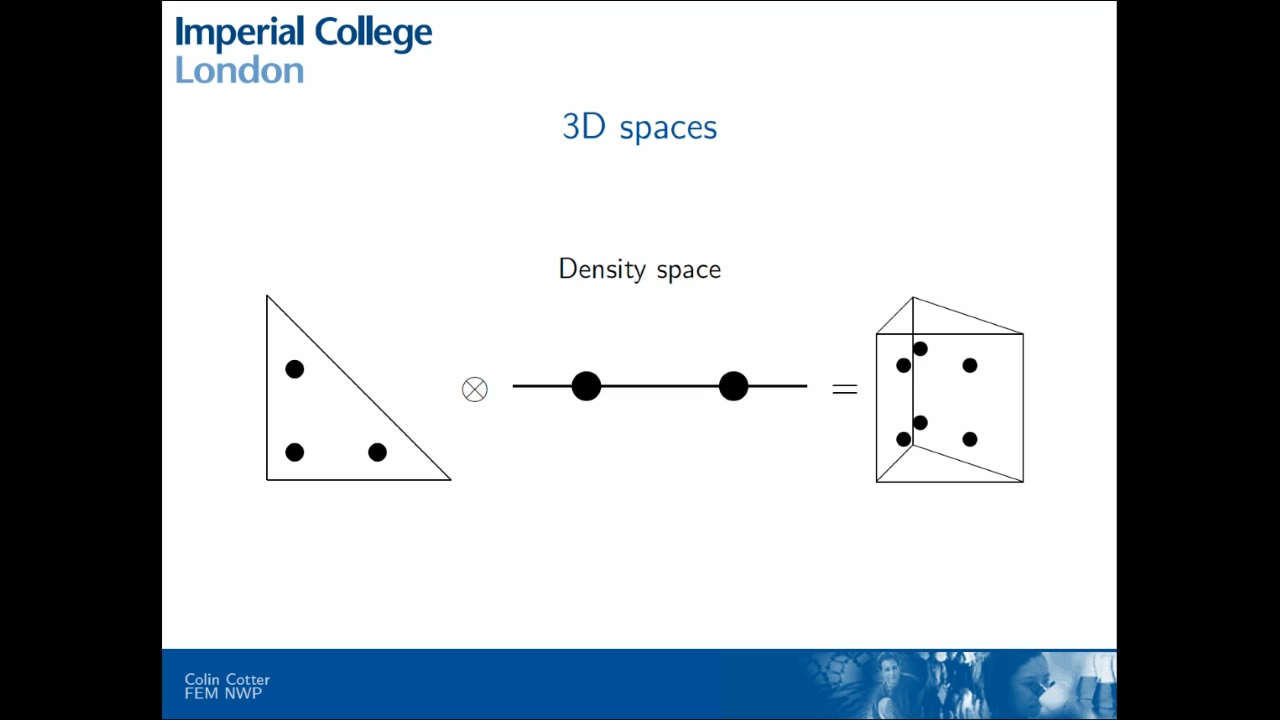 Imperial College
London
3D spaces
Density space
⊗
=
Colin Cotter
FEM NWP